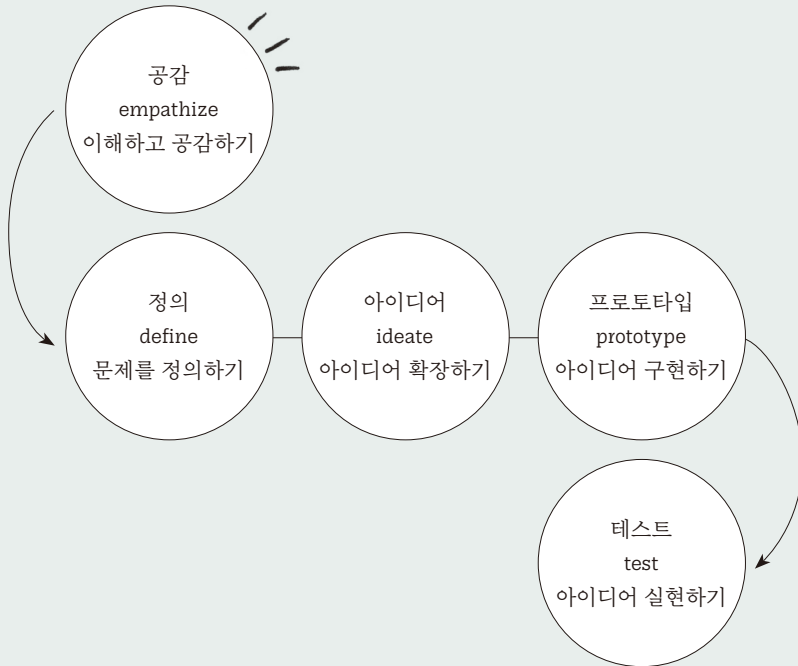 공감
empathize
이해하고 공감하기
정의
define
문제를 정의하기
아이디어
ideate
아이디어 확장하기
프로토타입
prototype
아이디어 구현하기
테스트
test
아이디어 실현하기